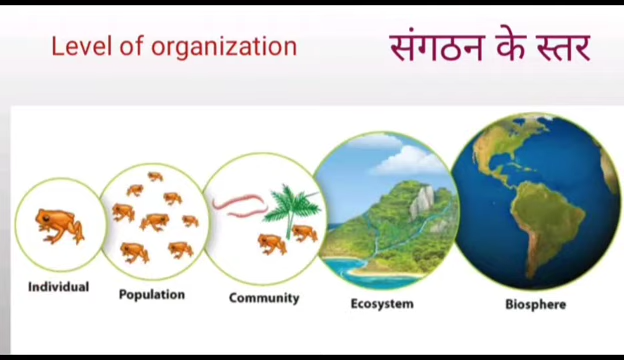 Level of organization
संगठन के स्तर
Individual
Population
Community
Ecosystem
Biosphere